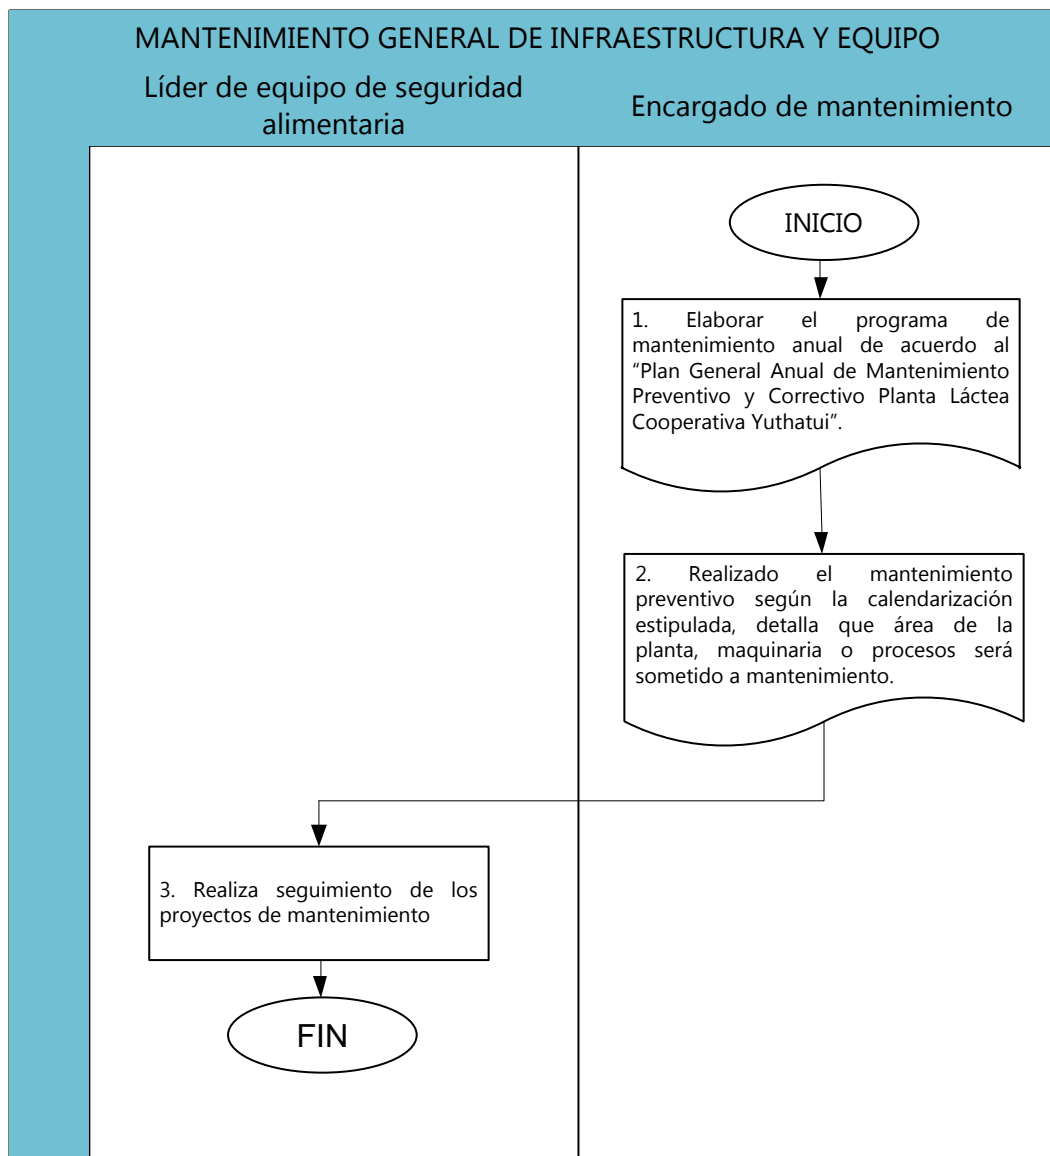 MANTENIMIENTO GENERAL DE INFRAESTRUCTURA Y EQUIPO
Líder de equipo de seguridad
alimentaria
Encargado de mantenimiento
INICIO
1. Elaborar el programa de
mantenimiento anual de acuerdo al
“Plan General Anual de Mantenimiento
Preventivo y Correctivo Planta Láctea
Cooperativa Yuthatui”.
2. Realizado el mantenimiento
preventivo según la calendarización
estipulada, detalla que área de la
planta, maquinaria o procesos será
sometido a mantenimiento.
3. Realiza seguimiento de los
proyectos de mantenimiento
FIN